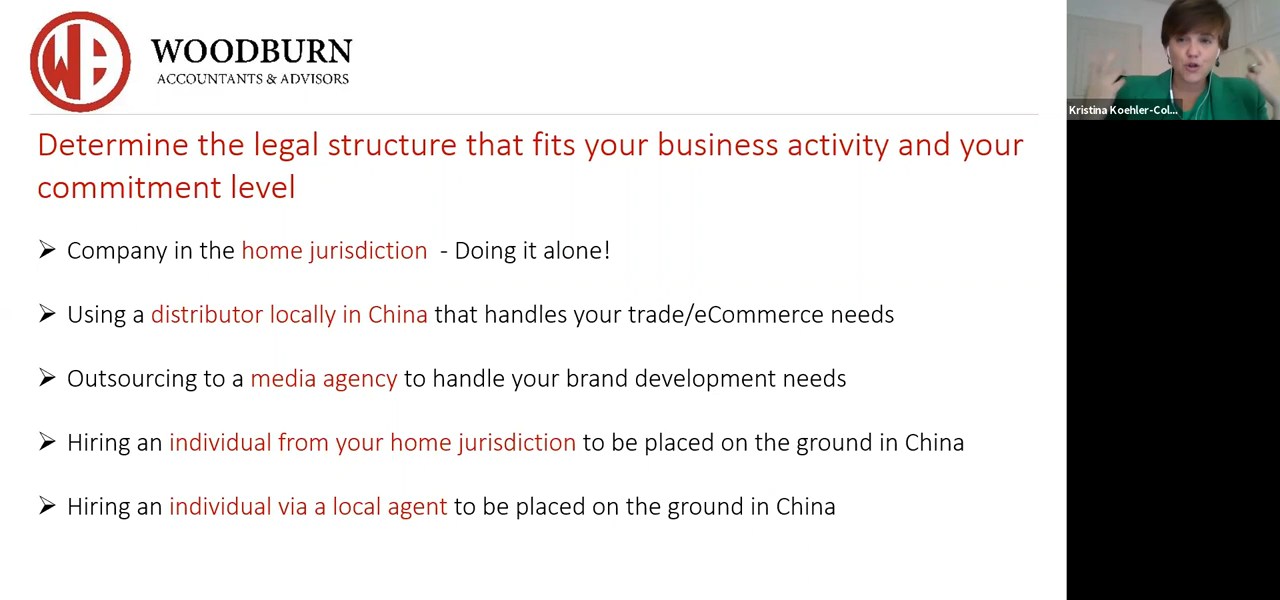 WB
WOODBURN
ACCOUNTANTS & ADVISORS
Kristina Koehler-Col...
Determine the legal structure that fits your business activity and your
commitment level
➢ Company in the home jurisdiction - Doing it alone!
➢ Using a distributor locally in China that handles your trade/eCommerce needs
➢ Outsourcing to a media agency to handle your brand development needs
➢ Hiring an individual from your home jurisdiction to be placed on the ground in China
➢ Hiring an individual via a local agent to be placed on the ground in China